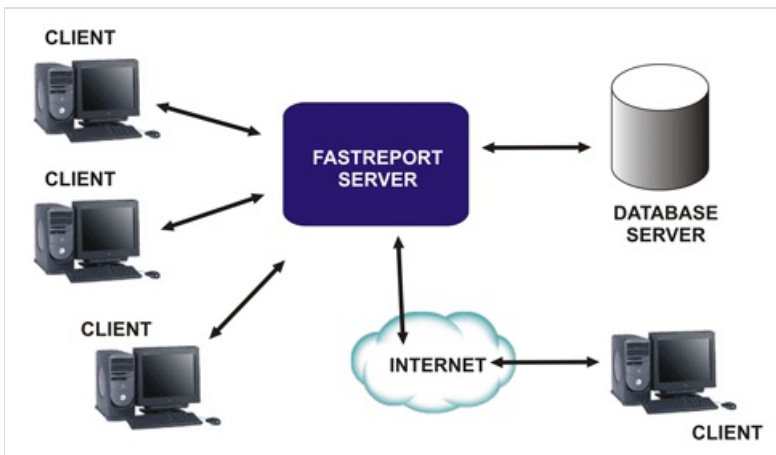 CLIENT
FASTREPORT
SERVER
CLIENT
DATABASE
SERVER
CLIENT
INTERNET
CLIENT